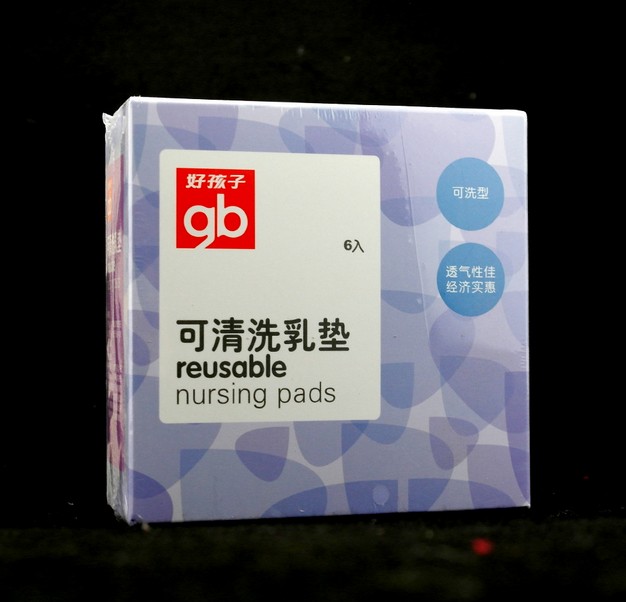 好孩子
gb
6入
可清洗乳垫
reusable
nursing pads
可洗型
透气性佳
经济实惠